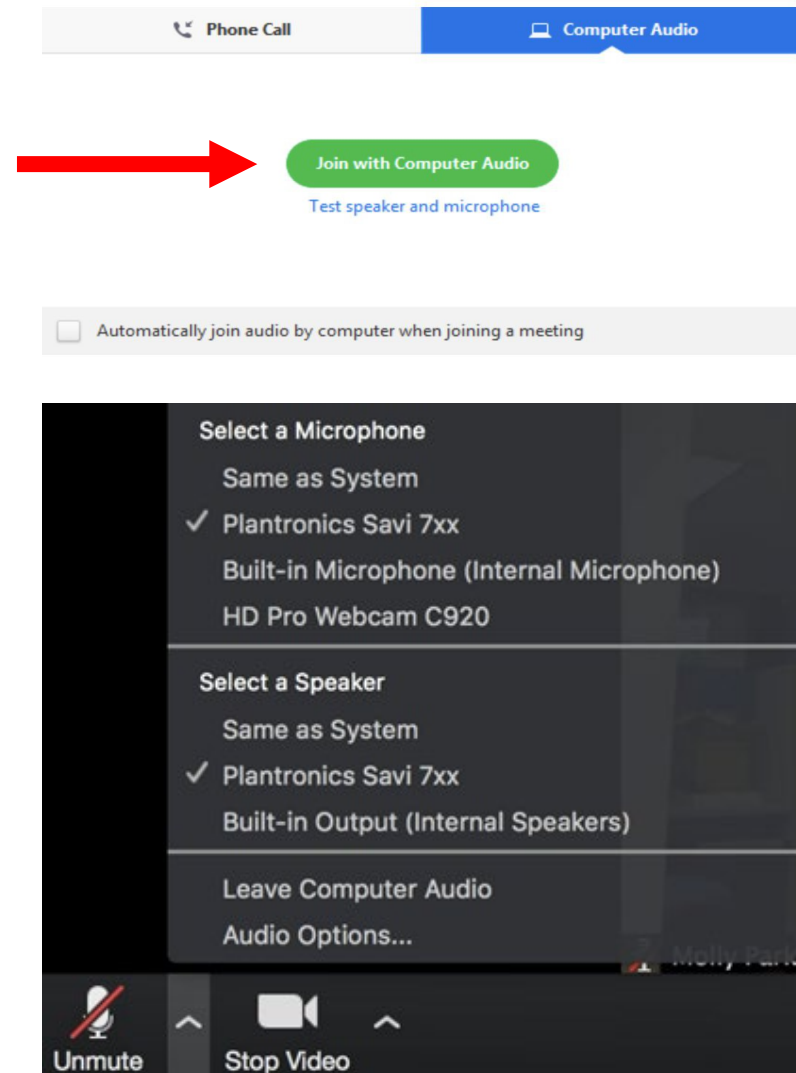 Phone Call
Computer Audio
Join with Computer Audio
Test speaker and microphone
Automatically join audio by computer when joining a meeting
Select a Microphone
Same as System
Plantronics Savi 7xx
Built-in Microphone (Internal Microphone)
HD Pro Webcam C920
Select a Speaker
Same as System
Plantronics Savi 7xx
Built-in Output (Internal Speakers)
Leave Computer Audio
Audio Options...
Molly
Unmute
Stop Video